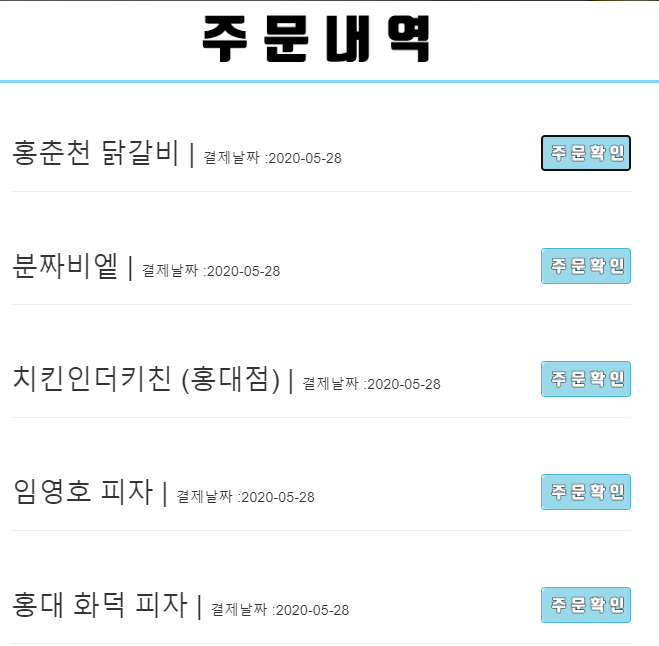 주문내역
홍춘천 닭갈비 | 결제날짜 :2020-05-28 주문확인
분짜비엩 | 결제날짜 :2020-05-28 주문확인
치킨인더키친 (홍대점) | 결제날짜 :2020-05-28 주문확인
임영호 피자 | 결제날짜 :2020-05-28 주문확인
홍대 화덕 피자 | 결제날짜 :2020-05-28 주문확인